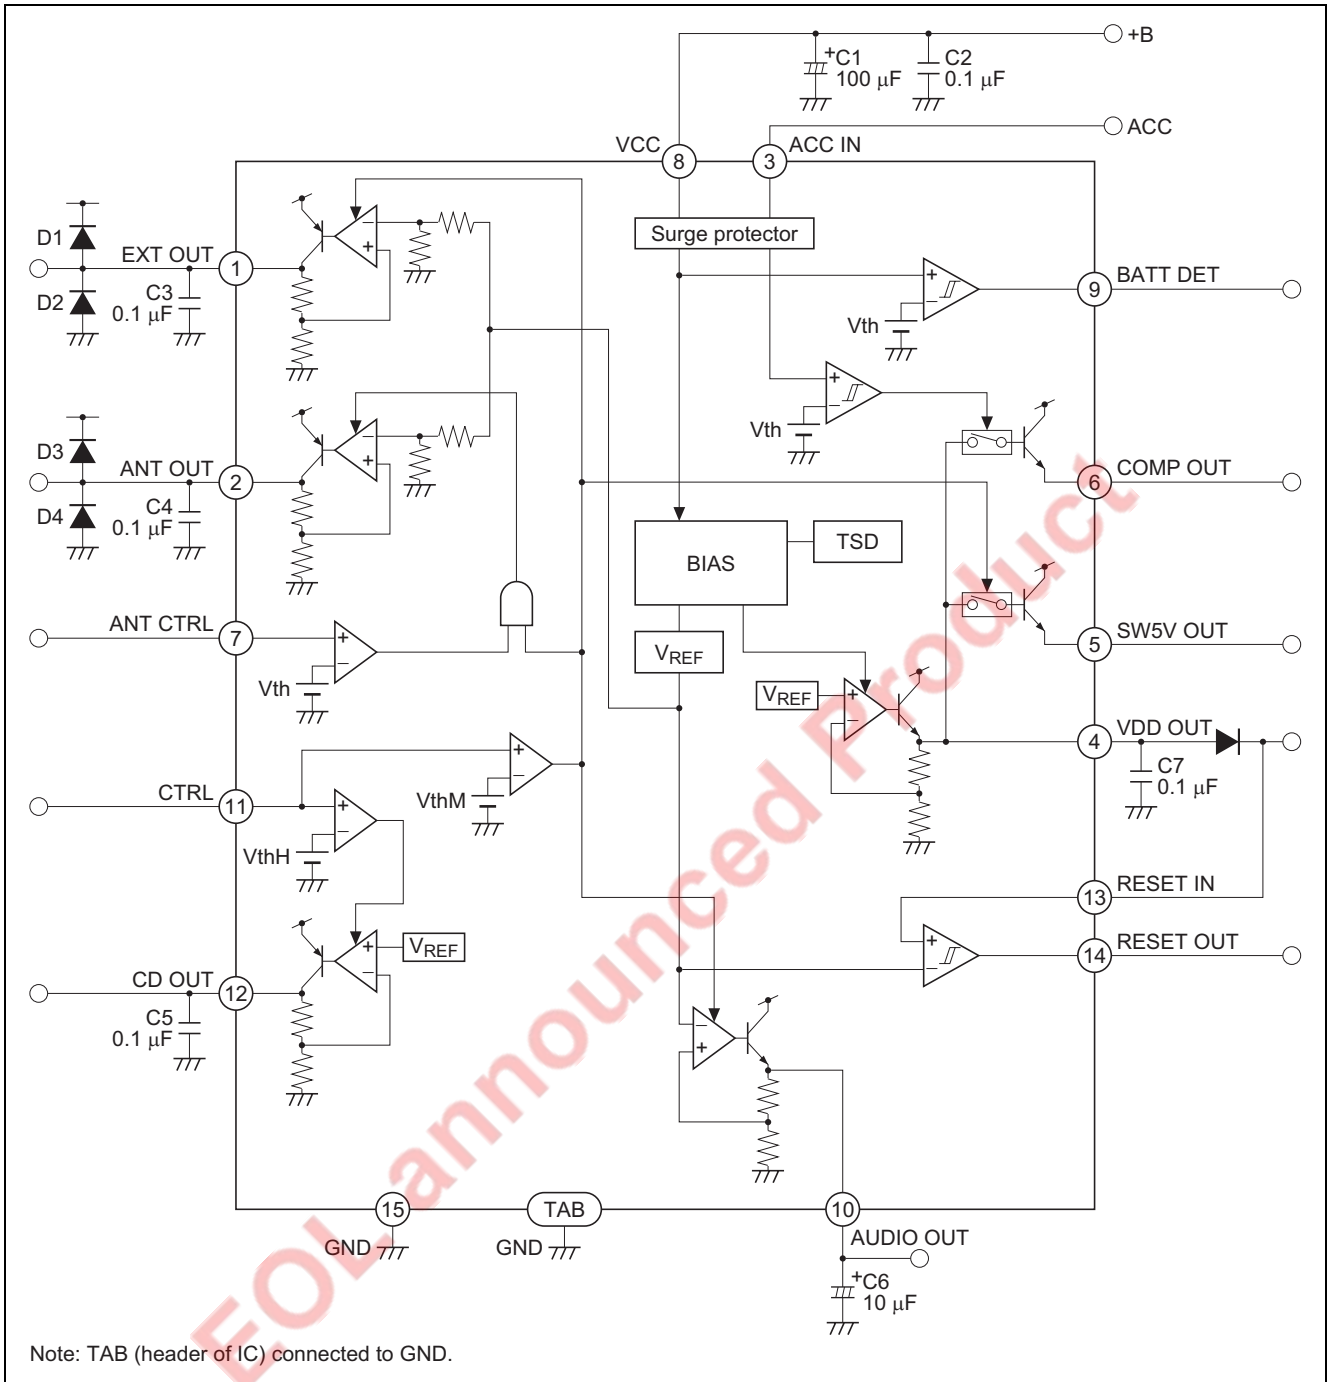 +B
+C1
100 μF
C2
0.1 μF
ACC
VCC
8
3
ACC IN
Surge protector
D1
EXT OUT
1
D2
C3
0.1 μF
−
+
+
−
9
BATT DET
Vth
+
−
Vth
D3
ANT OUT
2
D4
C4
0.1 μF
−
+
6
COMP OUT
BIAS
TSD
ANT CTRL
7
+
−
Vth
VREF
5
SW5V OUT
VREF
+
−
4
VDD OUT
C7
0.1 μF
CTRL
11
+
−
VthM
+
−
VthH
13
RESET IN
+
−
14
RESET OUT
CD OUT
12
C5
0.1 μF
+
−
VREF
−
+
15
GND
TAB
GND
10
AUDIO OUT
+C6
10 μF
Note: TAB (header of IC) connected to GND.
EOL announced Product